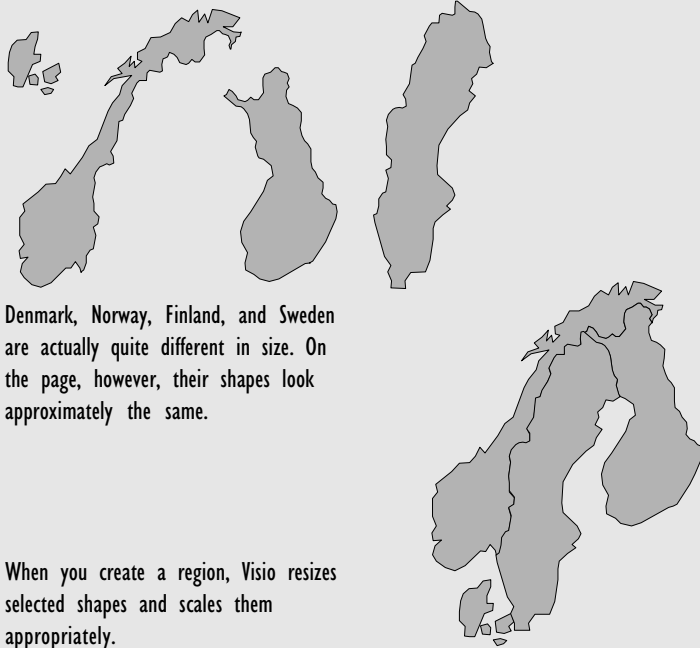 Denmark, Norway, Finland, and Sweden
are actually quite different in size. On
the page, however, their shapes look
approximately the same.
When you create a region, Visio resizes
selected shapes and scales them
appropriately.